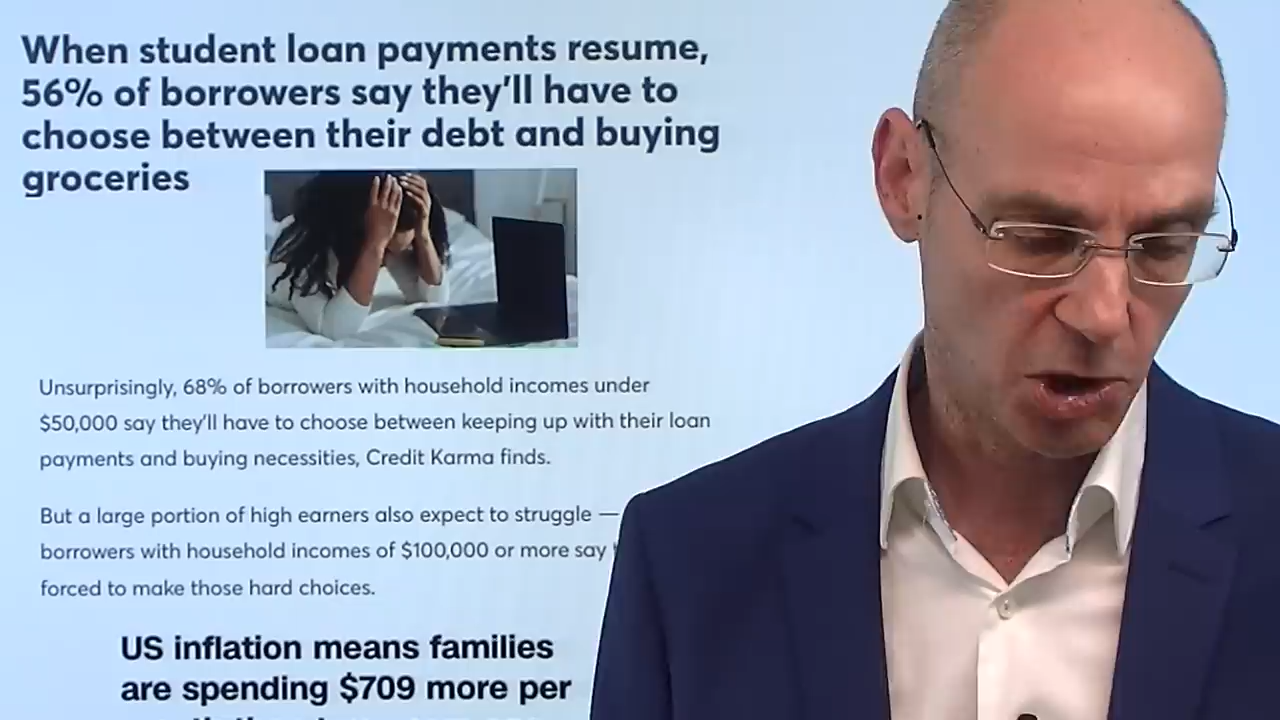 When student loan payments resume,
56% of borrowers say they'll have to
choose between their debt and buying
groceries
Unsurprisingly, 68% of borrowers with household incomes under
$50,000 say they'll have to choose between keeping up with their loan
payments and buying necessities, Credit Karma finds.
But a large portion of high earners also expect to struggle —
borrowers with household incomes of $100,000 or more say
forced to make those hard choices.
US inflation means families
are spending $709 more per